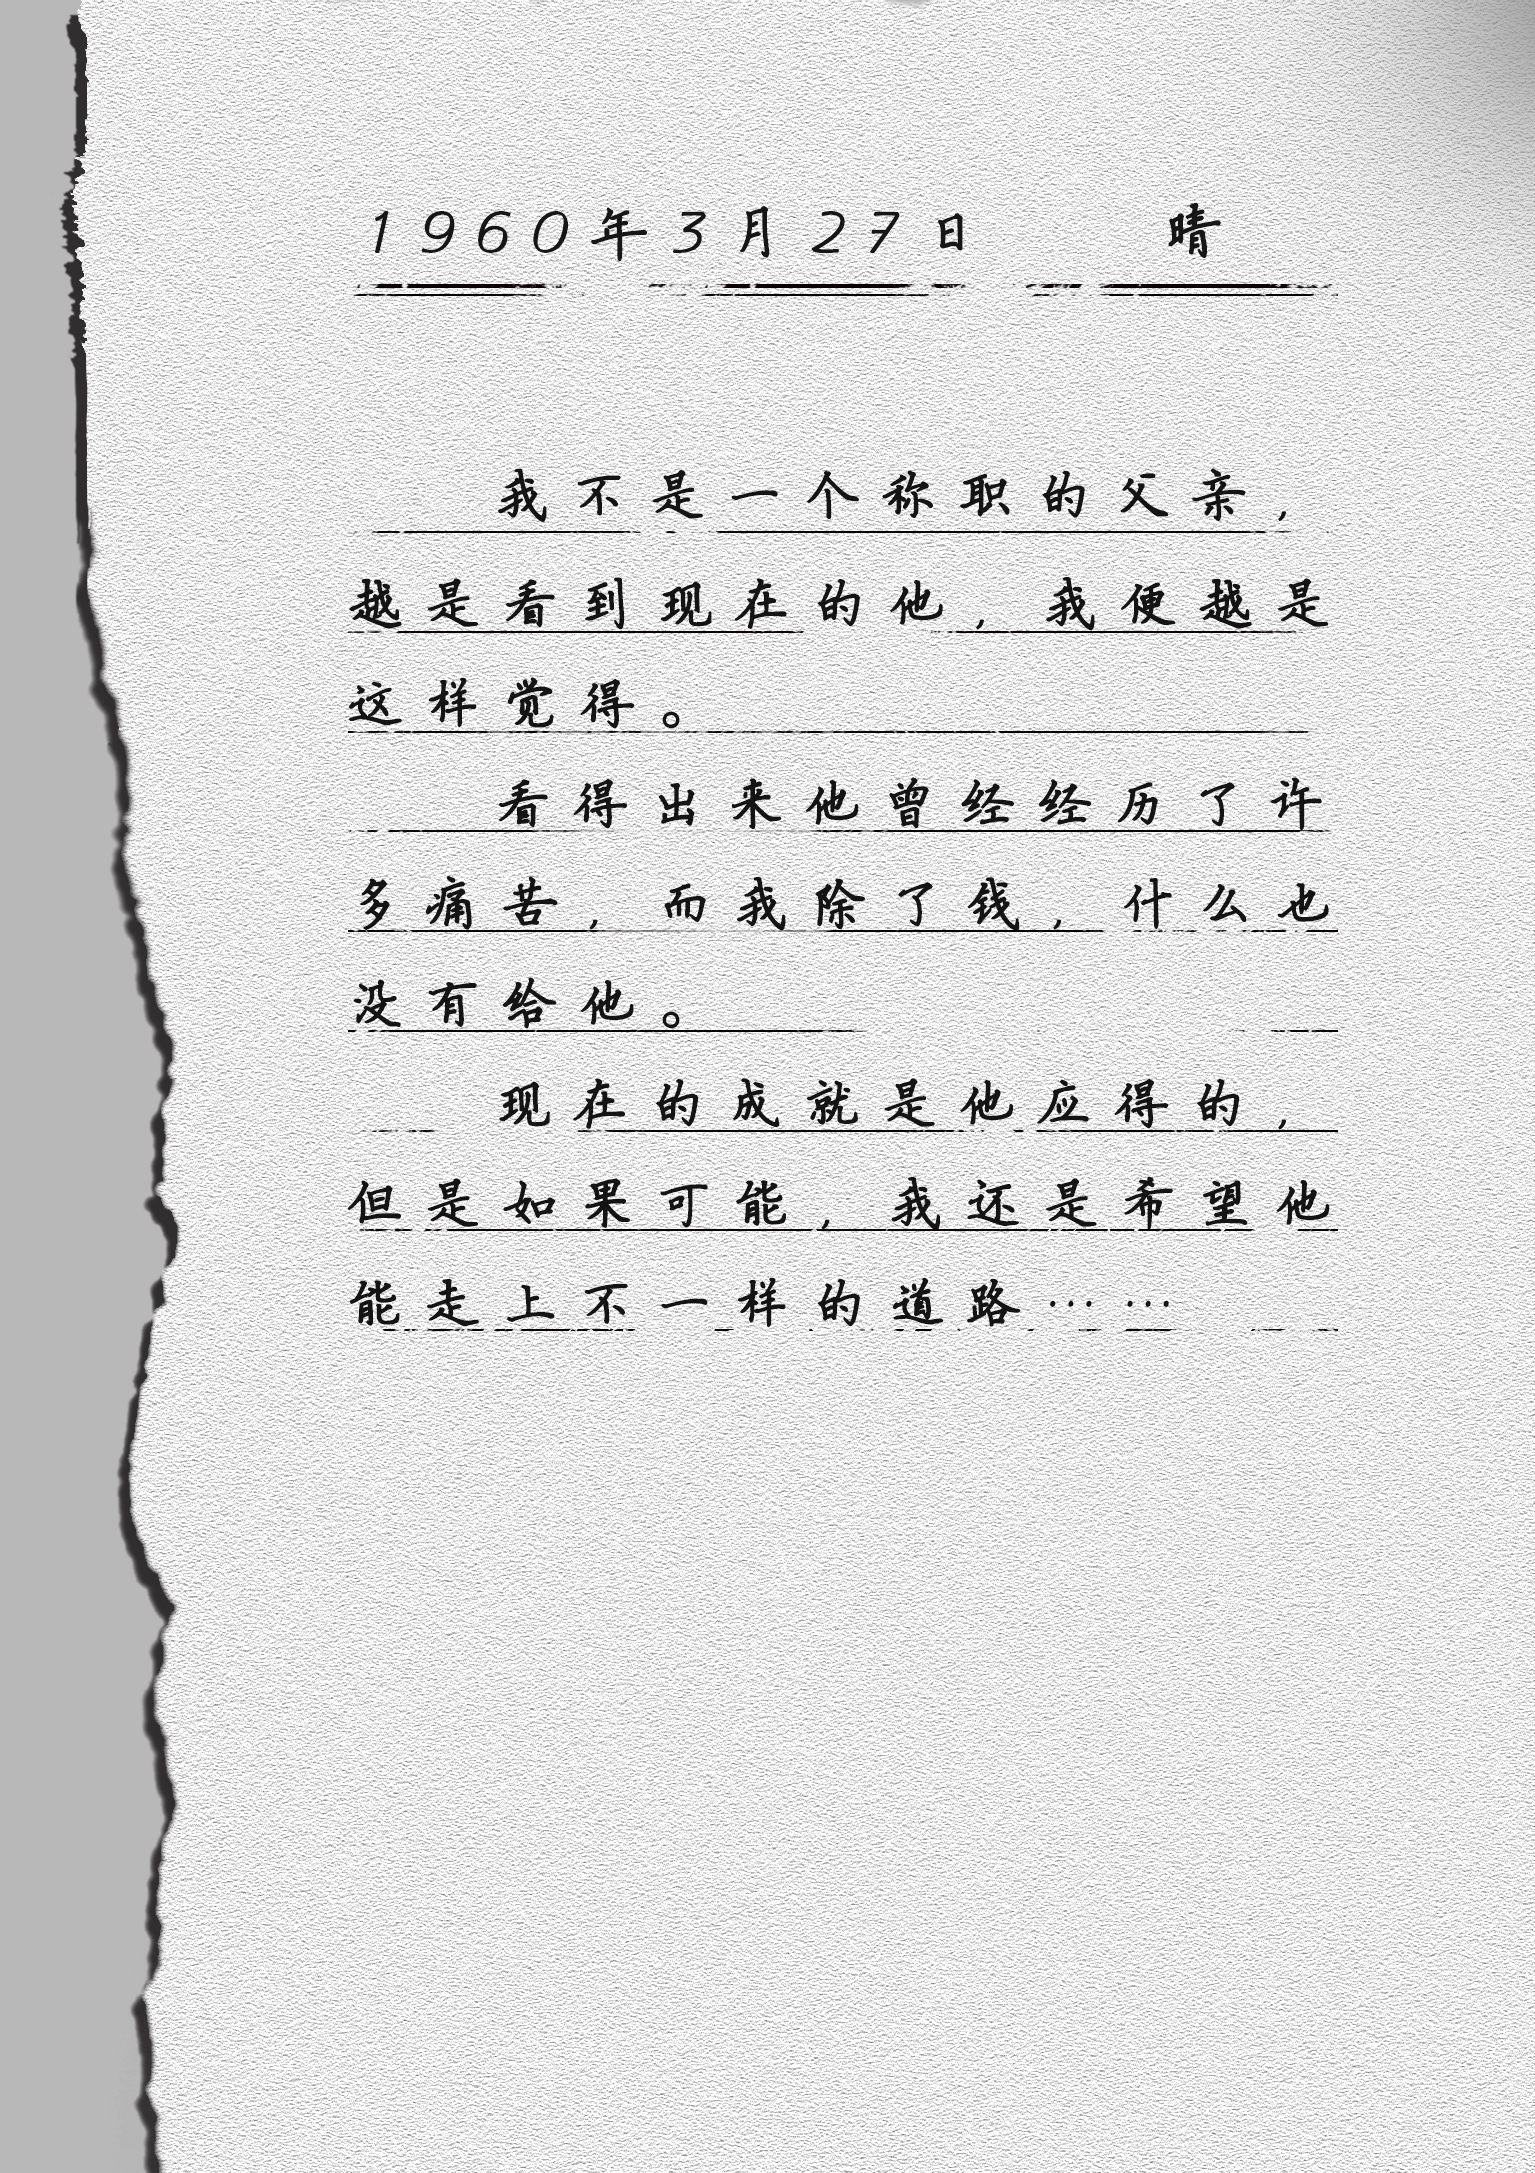 1960年3月27日 晴
我不是一个称职的父亲，
越是看到现在的他，我便越是
这样觉得。
看得出来他曾经经历了许
多痛苦，而我除了钱，什么也
没有给他。
现在的成就是他应得的，
但是如果可能，我还是希望他
能走上不一样的道路……